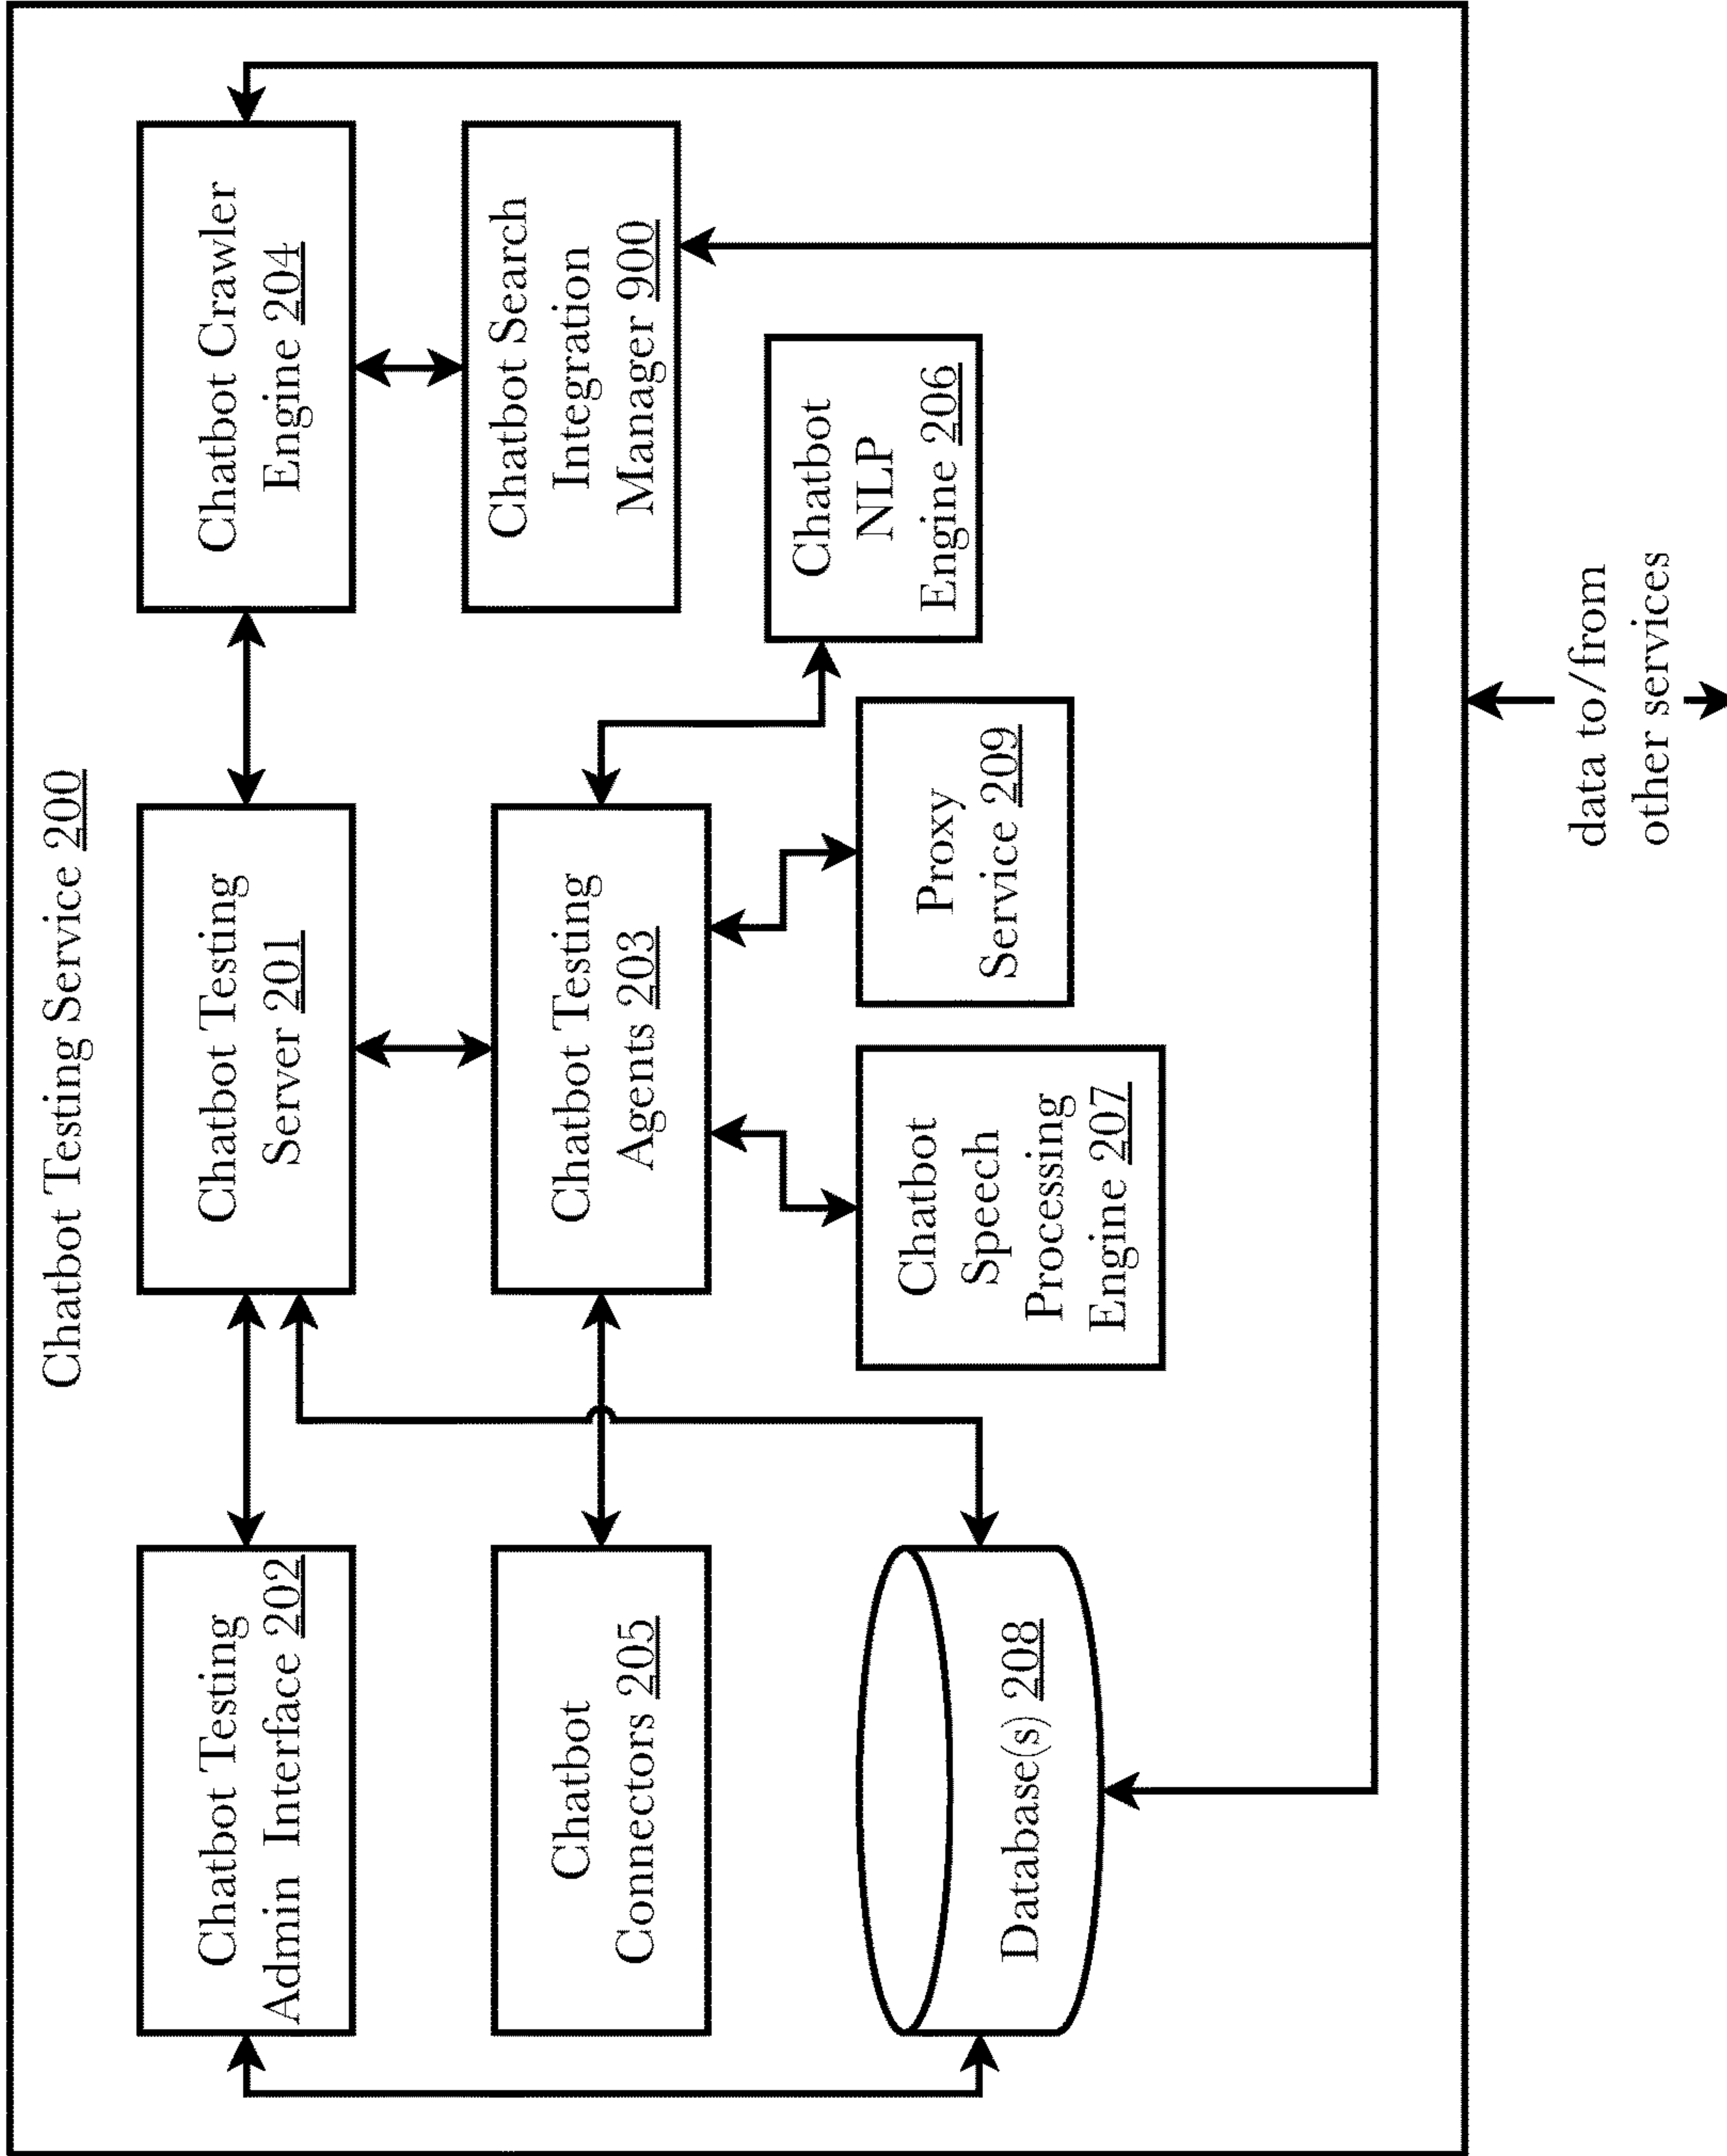 Chatbot Testing Service 200
Chatbot Testing
Admin Interface 202
Chatbot Testing
Server 201
Chatbot Crawler
Engine 204
Chatbot
Connectors 205
Chatbot Testing
Agents 203
Chatbot Search
Integration
Manager 900
Database(s) 208
Chatbot
Speech
Processing
Engine 207
Proxy
Service 209
Chatbot
NLP
Engine 206
data to/from
other services